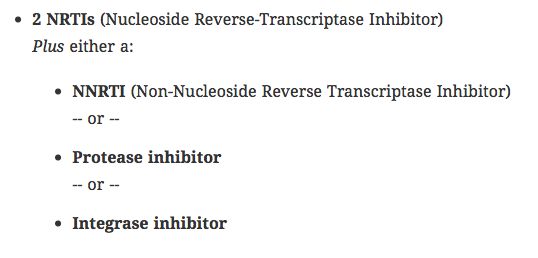 • 2 NRTIs (Nucleoside Reverse-Transcriptase Inhibitor)
Plus either a:
• NNRTI (Non-Nucleoside Reverse Transcriptase Inhibitor)
-- or --
• Protease inhibitor
-- or --
• Integrase inhibitor